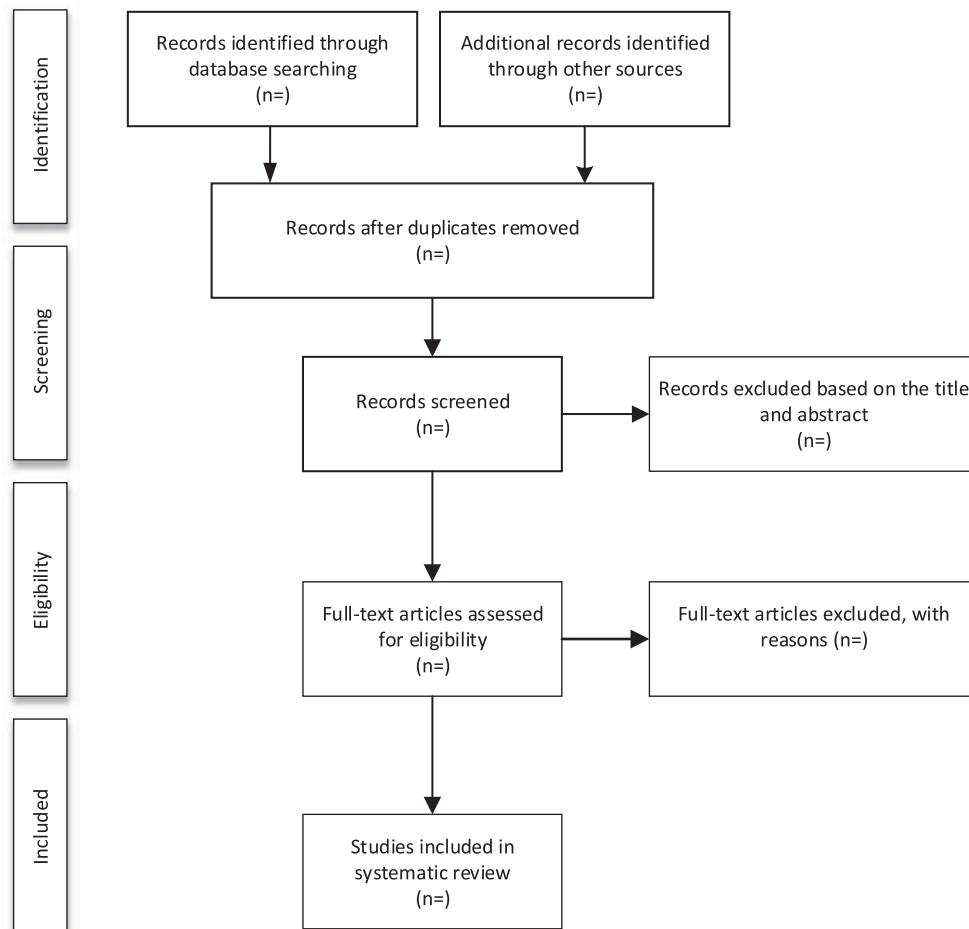 Identification
Records identified through
database searching
(n=)
Additional records identified
through other sources
(n=)
Records after duplicates removed
(n=)
Screening
Records screened
(n=)
Records excluded based on the title
and abstract
(n=)
Eligibility
Full-text articles assessed
for eligibility
(n=)
Full-text articles excluded, with
reasons (n=)
Included
Studies included in
systematic review
(n=)